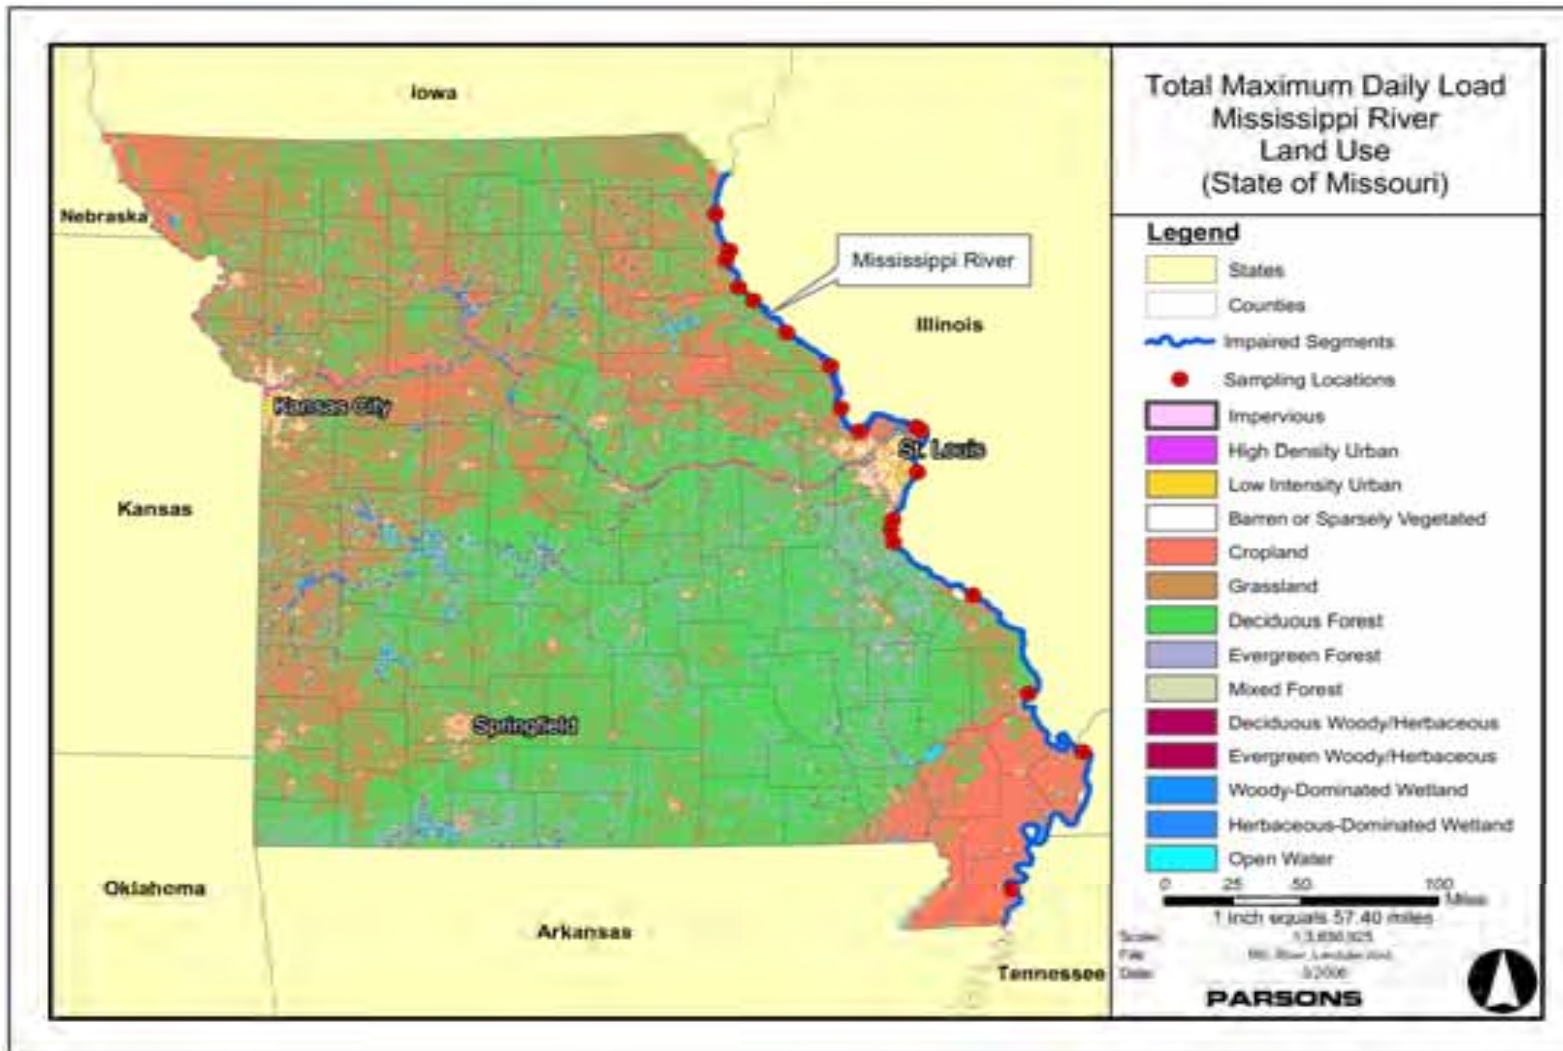 Total Maximum Daily Load
Mississippi River
Land Use
(State of Missouri)
Legend
States
Counties
Impaired Segments
Sampling Locations
Impervious
High Density Urban
Low Intensity Urban
Barren or Sparsely Vegetated
Cropland
Grassland
Deciduous Forest
Evergreen Forest
Mixed Forest
Deciduous Woody/Herbaceous
Evergreen Woody/Herbaceous
Woody-Dominated Wetland
Herbaceous-Dominated Wetland
Open Water
0 25 50 100
Miles
1 inch equals 57.40 miles
Scale:
File:
Date: 3/2006
PARSONS
Iowa
Nebraska
Mississippi River
Illinois
Kansas City
St. Louis
Kansas
Springfield
Oklahoma
Arkansas
Tennessee